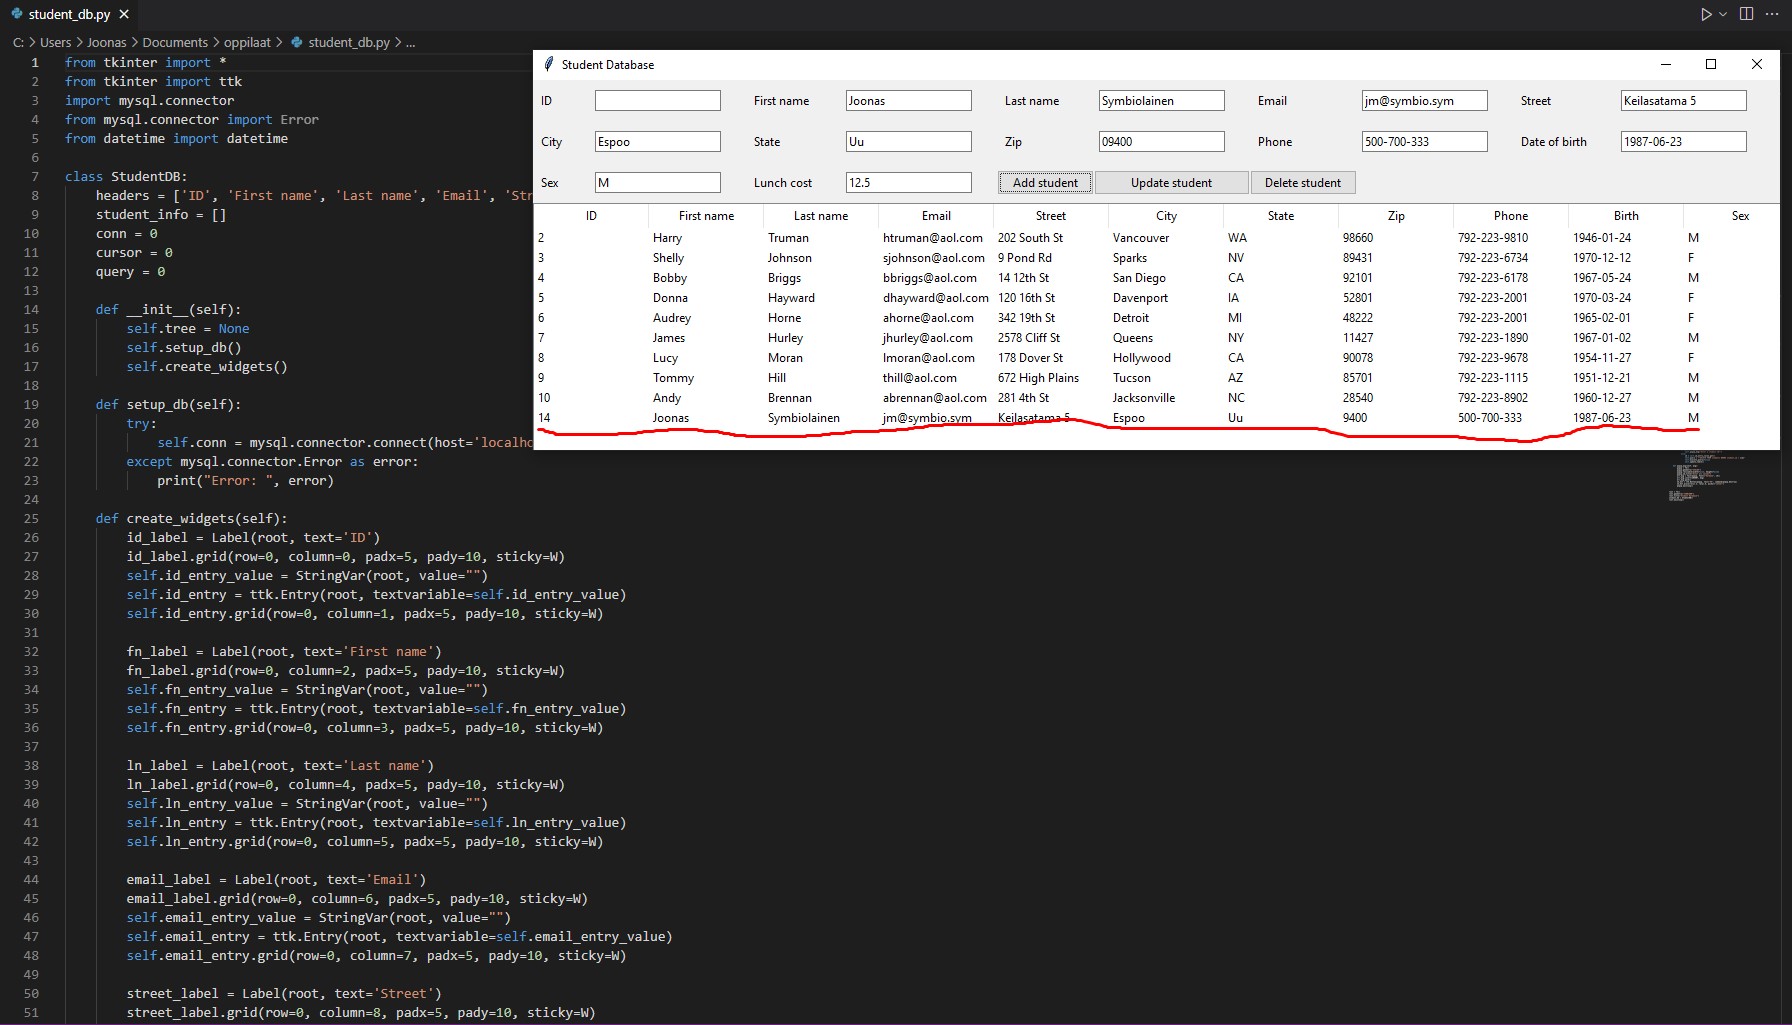 student_db.py
C: > Users > Joonas > Documents > oppilaat > student_db.py > ...
1 from tkinter import *
2 from tkinter import ttk
3 import mysql.connector
4 from mysql.connector import Error
5 from datetime import datetime
6
7 class StudentDB:
8 headers = ['ID', 'First name', 'Last name', 'Email', 'Str
9 student_info = []
10 conn = 0
11 cursor = 0
12 query = 0
13
14 def __init__(self):
15 self.tree = None
16 self.setup_db()
17 self.create_widgets()
18
19 def setup_db(self):
20 try:
21 self.conn = mysql.connector.connect(host='localho
22 except mysql.connector.Error as error:
23 print("Error: ", error)
24
25 def create_widgets(self):
26 id_label = Label(root, text='ID')
27 id_label.grid(row=0, column=0, padx=5, pady=10, sticky=W)
28 self.id_entry_value = StringVar(root, value="")
29 self.id_entry = ttk.Entry(root, textvariable=self.id_entry_value)
30 self.id_entry.grid(row=0, column=1, padx=5, pady=10, sticky=W)
31
32 fn_label = Label(root, text='First name')
33 fn_label.grid(row=0, column=2, padx=5, pady=10, sticky=W)
34 self.fn_entry_value = StringVar(root, value="")
35 self.fn_entry = ttk.Entry(root, textvariable=self.fn_entry_value)
36 self.fn_entry.grid(row=0, column=3, padx=5, pady=10, sticky=W)
37
38 ln_label = Label(root, text='Last name')
39 ln_label.grid(row=0, column=4, padx=5, pady=10, sticky=W)
40 self.ln_entry_value = StringVar(root, value="")
41 self.ln_entry = ttk.Entry(root, textvariable=self.ln_entry_value)
42 self.ln_entry.grid(row=0, column=5, padx=5, pady=10, sticky=W)
43
44 email_label = Label(root, text='Email')
45 email_label.grid(row=0, column=6, padx=5, pady=10, sticky=W)
46 self.email_entry_value = StringVar(root, value="")
47 self.email_entry = ttk.Entry(root, textvariable=self.email_entry_value)
48 self.email_entry.grid(row=0, column=7, padx=5, pady=10, sticky=W)
49
50 street_label = Label(root, text='Street')
51 street_label.grid(row=0, column=8, padx=5, pady=10, sticky=W)
Student Database
ID First name Joonas Last name Symbiolainen Email jm@symbio.sym Street Keilasatama 5
City Espoo State Uu Zip 09400 Phone 500-700-333 Date of birth 1987-06-23
Sex M Lunch cost 12.5 Add student Update student Delete student
ID First name Last name Email Street City State Zip Phone Birth Sex
2 Harry Truman htruman@aol.com 202 South St Vancouver WA 98660 792-223-9810 1946-01-24 M
3 Shelly Johnson sjohnson@aol.com 9 Pond Rd Sparks NV 89431 792-223-6734 1970-12-12 F
4 Bobby Briggs bbriggs@aol.com 14 12th St San Diego CA 92101 792-223-6178 1967-05-24 M
5 Donna Hayward dhayward@aol.com 120 16th St Davenport IA 52801 792-223-2001 1970-03-24 F
6 Audrey Horne ahorne@aol.com 342 19th St Detroit MI 48222 792-223-2001 1965-02-01 F
7 James Hurley jhurley@aol.com 2578 Cliff St Queens NY 11427 792-223-1890 1967-01-02 M
8 Lucy Moran lmoran@aol.com 178 Dover St Hollywood CA 90078 792-223-9678 1954-11-27 F
9 Tommy Hill thill@aol.com 672 High Plains Tucson AZ 85701 792-223-1115 1951-12-21 M
10 Andy Brennan abrennan@aol.com 281 4th St Jacksonville NC 28540 792-223-8902 1960-12-27 M
14 Joonas Symbiolainen jm@symbio.sym Keilasatama 5 Espoo Uu 9400 500-700-333 1987-06-23 M